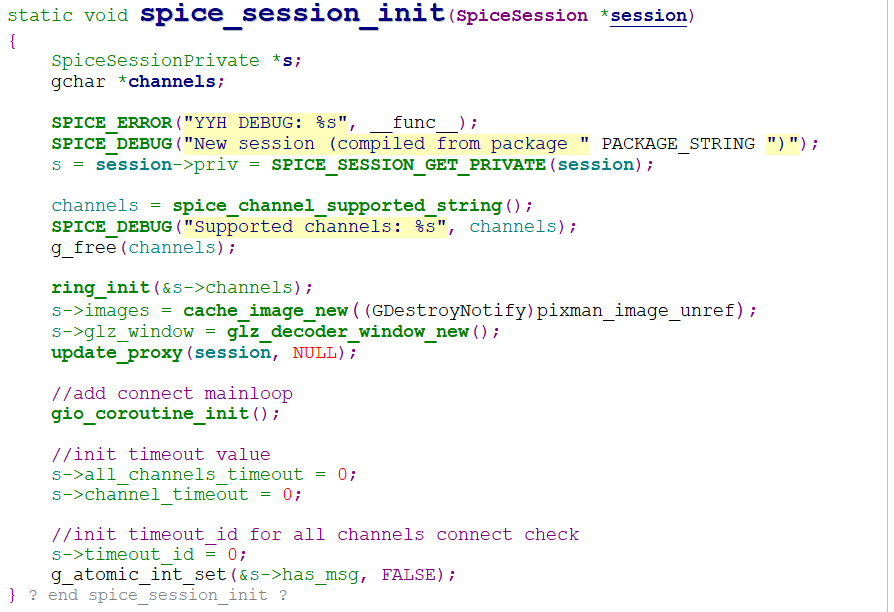 static void spice_session_init(SpiceSession *session)
{
    SpiceSessionPrivate *s;
    gchar *channels;

    SPICE_ERROR("YYH DEBUG: %s", __func__);
    SPICE_DEBUG("New session (compiled from package " PACKAGE_STRING ")");
    s = session->priv = SPICE_SESSION_GET_PRIVATE(session);

    channels = spice_channel_supported_string();
    SPICE_DEBUG("Supported channels: %s", channels);
    g_free(channels);

    ring_init(&s->channels);
    s->images = cache_image_new((GDestroyNotify)pixman_image_unref);
    s->glz_window = glz_decoder_window_new();
    update_proxy(session, NULL);

    //add connect mainloop
    gio_coroutine_init();

    //init timeout value
    s->all_channels_timeout = 0;
    s->channel_timeout = 0;

    //init timeout_id for all channels connect check
    s->timeout_id = 0;
    g_atomic_int_set(&s->has_msg, FALSE);
} ? end spice_session_init ?